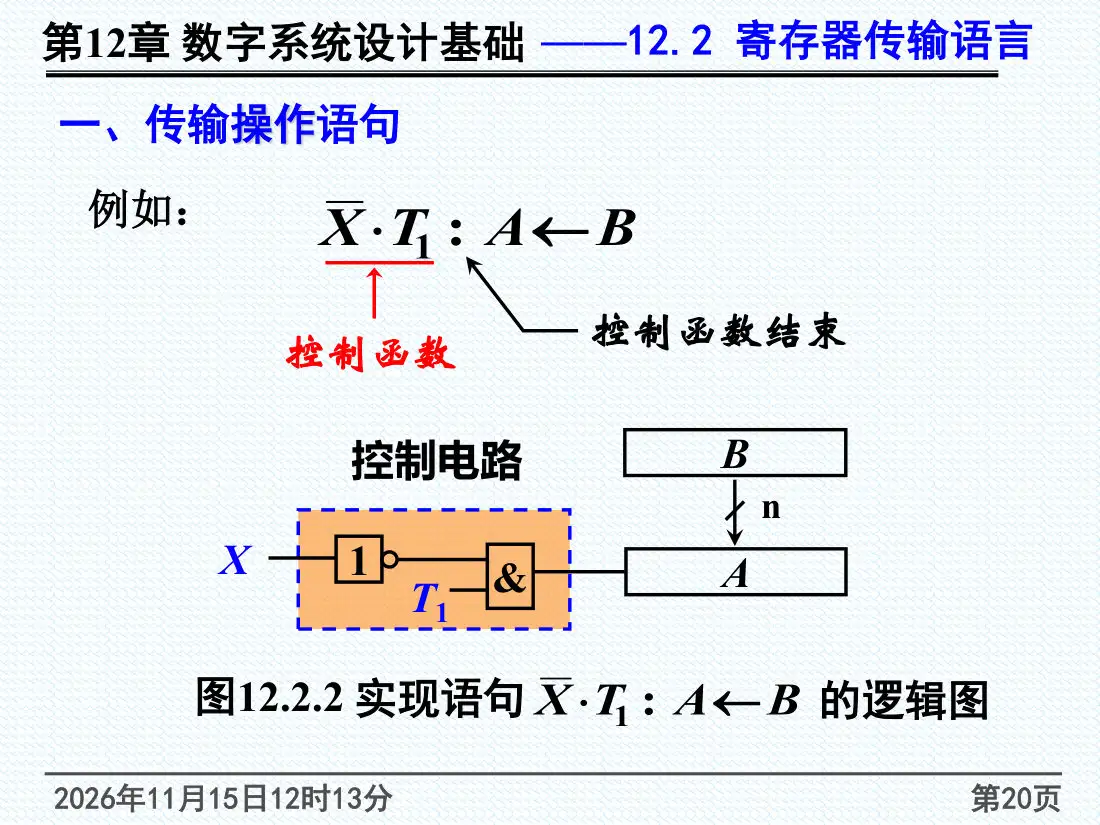 第12章 数字系统设计基础 ——12.2 寄存器传输语言
一、传输操作语句
例如：
X̅·T₁ : A←B
控制函数
控制函数结束
控制电路
B
n
X
1
&
T₁
A
图12.2.2 实现语句 X̅·T₁ : A←B 的逻辑图
2026年11月15日12时13分
第20页